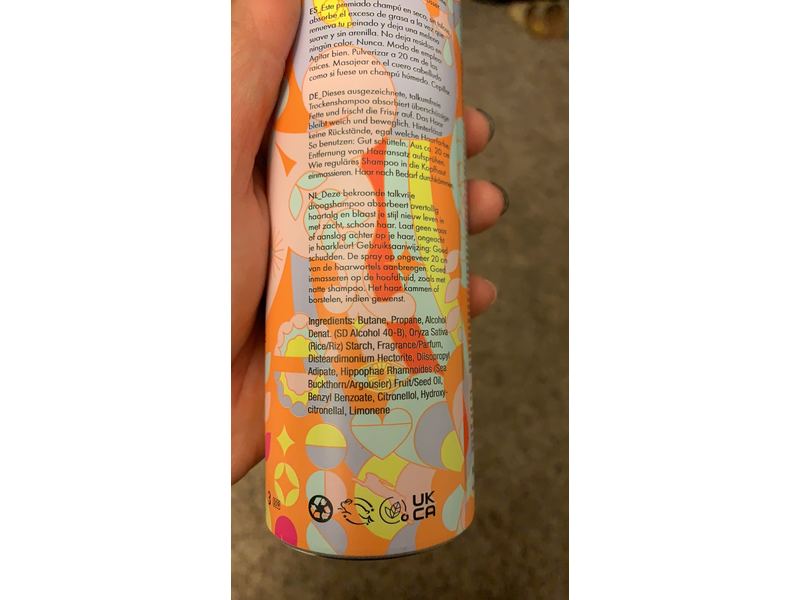 ES_Este premiado champú en seco, sin talco,
absorbe el exceso de grasa a la vez que
renueva tu peinado y deja una melena
suave y sin arenilla. No deja residuo en
ningún color. Nunca. Modo de empleo:
Agitar bien. Pulverizar a 20 cm de las
raíces. Masajear en el cuero cabelludo
como si fuese un champú húmedo. Cepillar
DE_Dieses ausgezeichnete, talkumfreie
Trockenshampoo absorbiert überschüssiges
Fette und frischt die Frisur auf. Das Haar
bleibt weich und beweglich. Hinterlässt
keine Rückstände, egal welche Haarfarbe.
So benutzen: Gut schütteln. Aus ca. 20 cm
Entfernung vom Haaransatz aufsprühen.
Wie reguläres Shampoo in die Kopfhaut
einmassieren. Haar nach Bedarf durchkämmen.
NL_Deze bekroonde talkvrije
droogshampoo absorbeert overtollig
haartalg en blaast je stijl nieuw leven in
met zacht, schoon haar. Laat geen waas
of aanslag achter op je haar, ongeacht
je haarkleur! Gebruiksaanwijzing: Goed
schudden. De spray op ongeveer 20 cm
van de haarwortels aanbrengen. Goed
inmasseren op de hoofdhuid, zoals met
natte shampoo. Het haar kammen of
borstelen, indien gewenst.
Ingredients: Butane, Propane, Alcohol
Denat. (SD Alcohol 40-B), Oryza Sativa
(Rice/Riz) Starch, Fragrance/Parfum,
Disteardimonium Hectorite, Diisopropyl
Adipate, Hippophae Rhamnoides (Sea
Buckthorn/Argousier) Fruit/Seed Oil,
Benzyl Benzoate, Citronellol, Hydroxy-
citronellal, Limonene
UK
CA